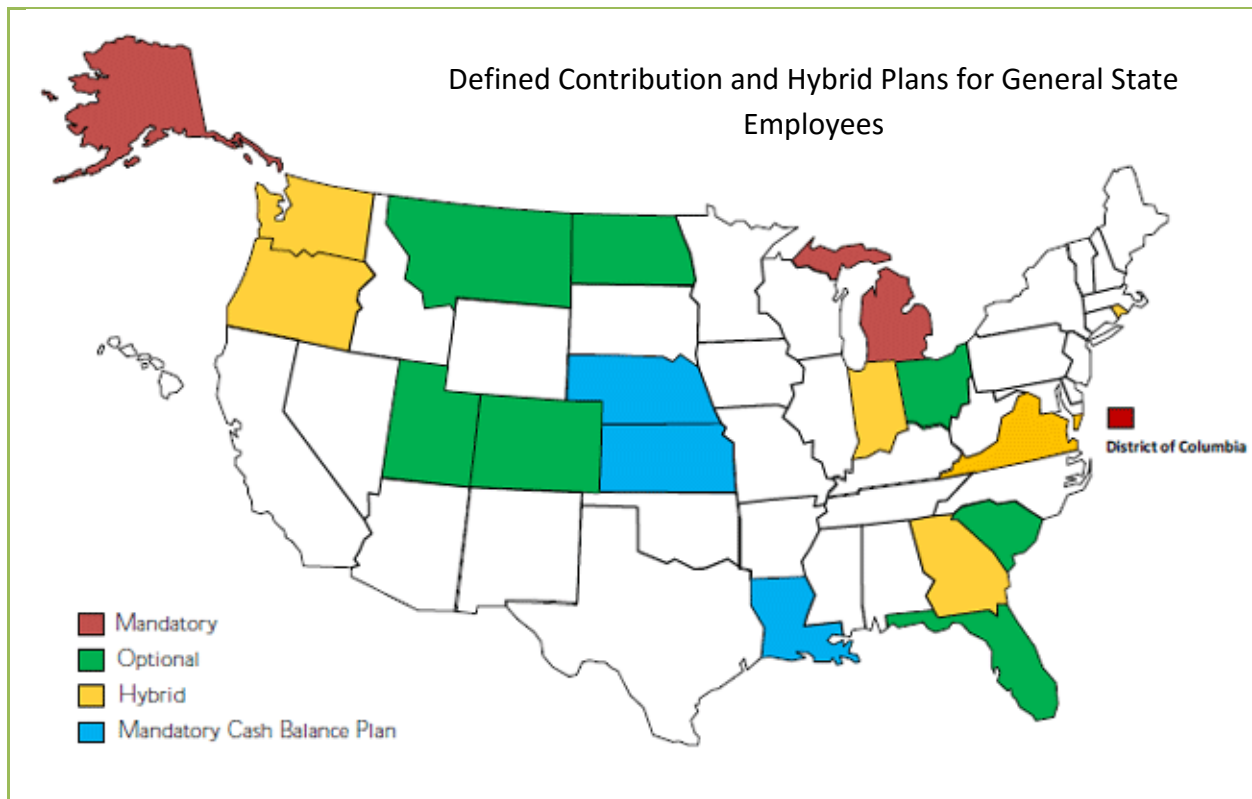 Defined Contribution and Hybrid Plans for General State
Employees
District of Columbia
Mandatory
Optional
Hybrid
Mandatory Cash Balance Plan